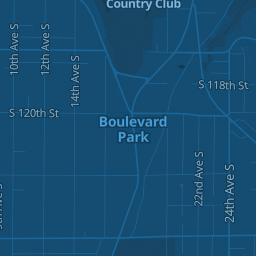 Country Club
10th Ave S
12th Ave S
14th Ave S
S 118th St
S 120th St
Boulevard
Park
22nd Ave S
24th Ave S